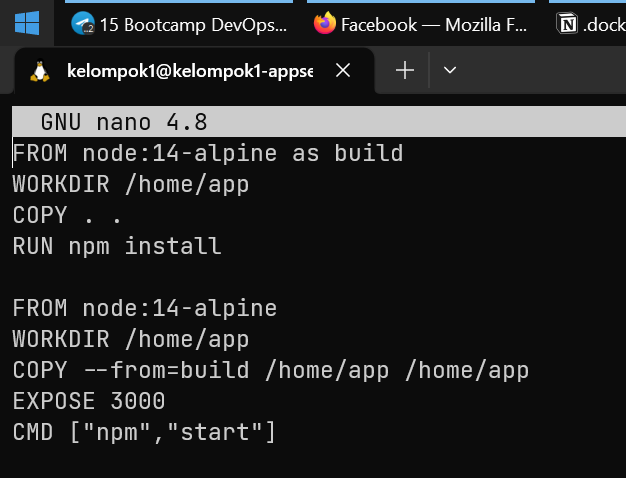 15 Bootcamp DevOps...
Facebook — Mozilla F...
.dock
kelompok1@kelompok1-appse
GNU nano 4.8
FROM node:14-alpine as build
WORKDIR /home/app
COPY . .
RUN npm install
FROM node:14-alpine
WORKDIR /home/app
COPY --from=build /home/app /home/app
EXPOSE 3000
CMD ["npm","start"]